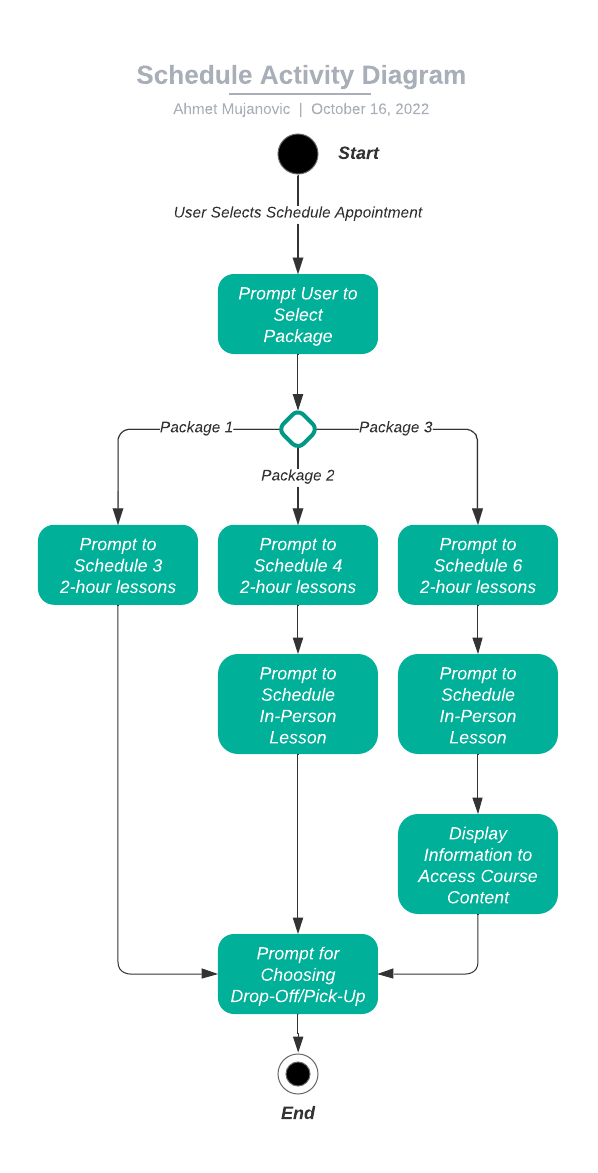 Schedule Activity Diagram
Ahmet Mujanovic | October 16, 2022
Start
User Selects Schedule Appointment
Prompt User to
Select
Package
Package 1
Package 3
Package 2
Prompt to
Schedule 3
2-hour lessons
Prompt to
Schedule 4
2-hour lessons
Prompt to
Schedule 6
2-hour lessons
Prompt to
Schedule
In-Person
Lesson
Prompt to
Schedule
In-Person
Lesson
Display
Information to
Access Course
Content
Prompt for
Choosing
Drop-Off/Pick-Up
End